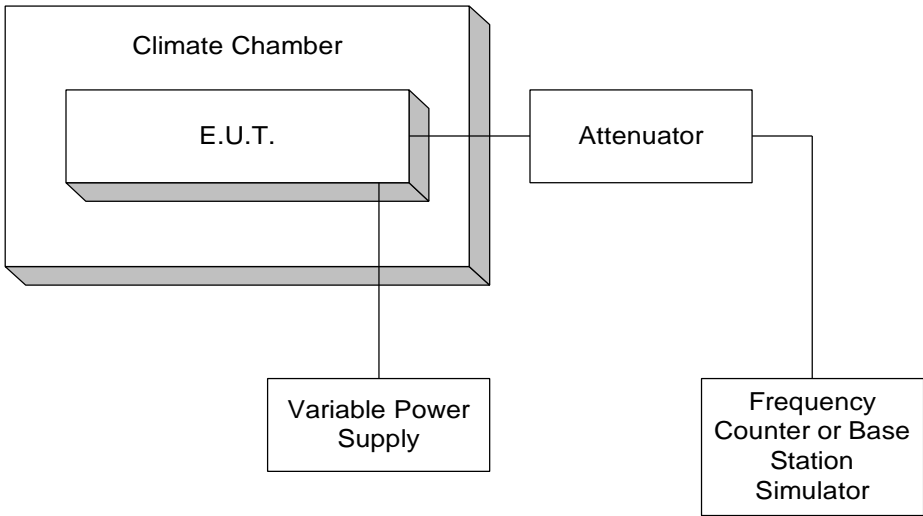 Climate Chamber
E.U.T.
Attenuator
Variable Power
Supply
Frequency
Counter or Base
Station
Simulator